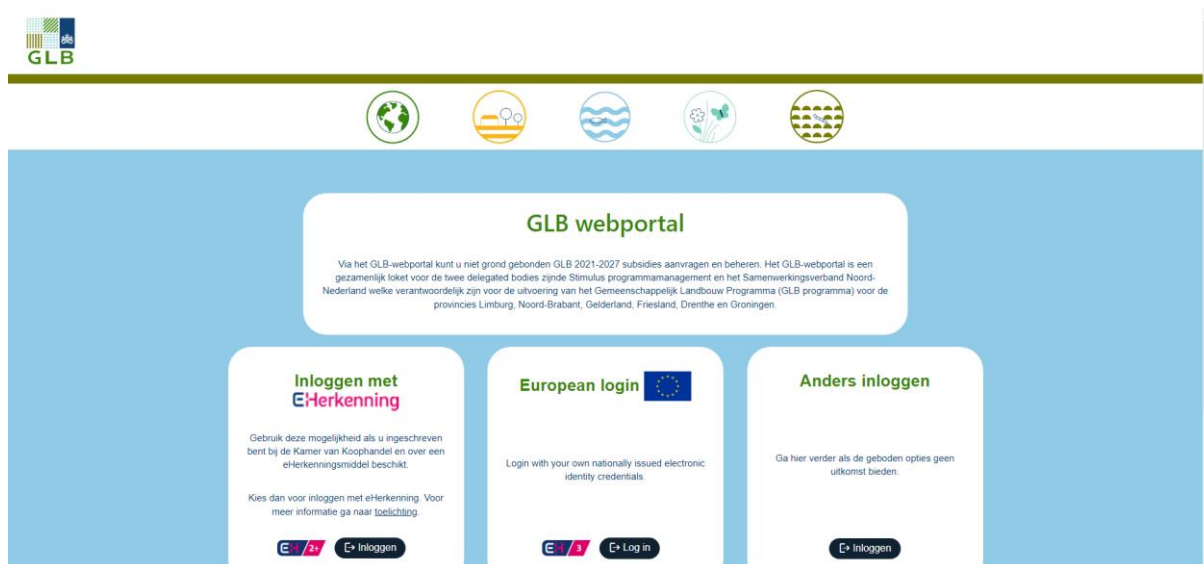 GLB
GLB webportal
Via het GLB-webportal kunt u niet grond gebonden GLB 2021-2027 subsidies aanvragen en beheren. Het GLB-webportal is een
gezamenlijk loket voor de twee delegated bodies zijnde Stimulus programmamanagement en het Samenwerkingsverband Noord-
Nederland welke verantwoordelijk zijn voor de uitvoering van het Gemeenschappelijk Landbouw Programma (GLB programma) voor de
provincies Limburg, Noord-Brabant, Gelderland, Friesland, Drenthe en Groningen.
Inloggen met
EHerkenning
Gebruik deze mogelijkheid als u ingeschreven
bent bij de Kamer van Koophandel en over een
eHerkenningsmiddel beschikt.
Kies dan voor inloggen met eHerkenning. Voor
meer informatie ga naar toelichting.
EH 2+ Inloggen
European login
Login with your own nationally issued electronic
identity credentials.
EH 3 Log in
Anders inloggen
Ga hier verder als de geboden opties geen
uitkomst bieden.
Inloggen